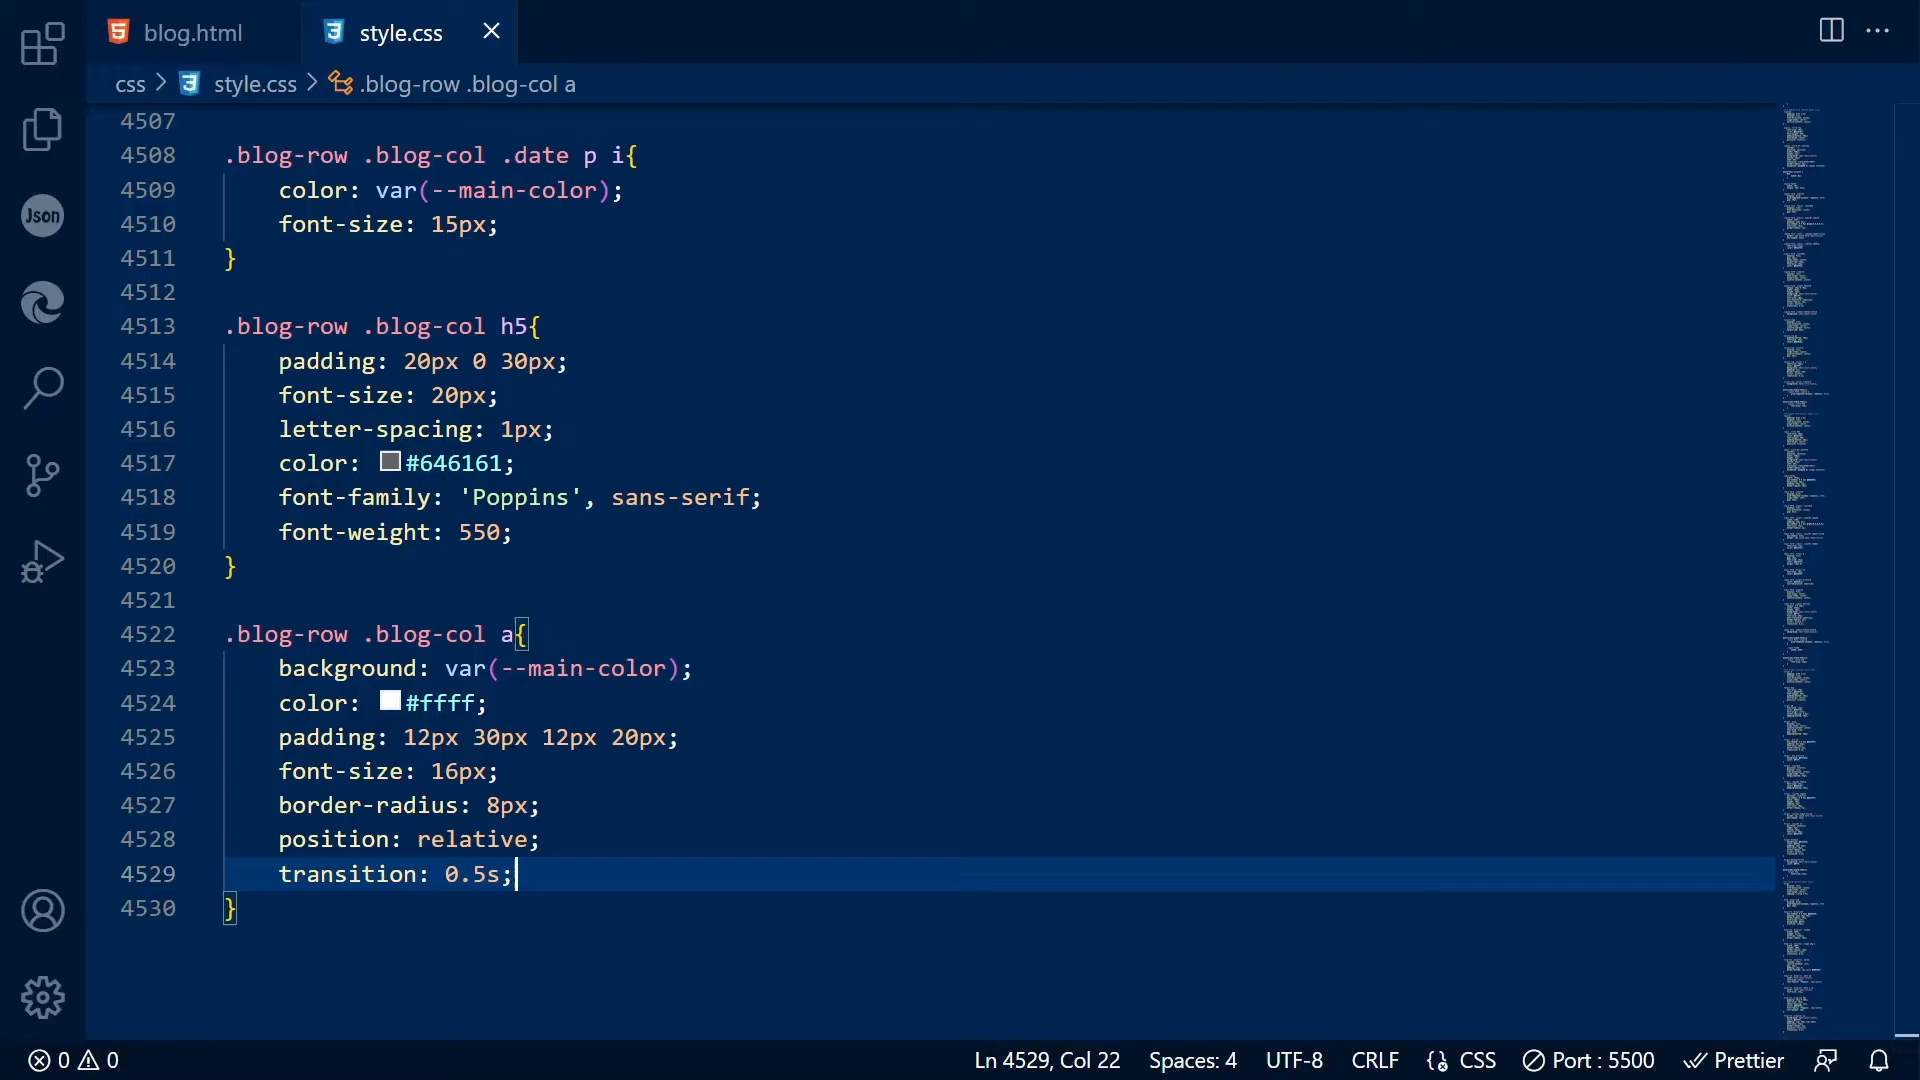 blog.html
style.css
css > style.css > .blog-row .blog-col a
4507
4508 .blog-row .blog-col .date p i{
4509 color: var(--main-color);
4510 font-size: 15px;
4511 }
4512
4513 .blog-row .blog-col h5{
4514 padding: 20px 0 30px;
4515 font-size: 20px;
4516 letter-spacing: 1px;
4517 color: #646161;
4518 font-family: 'Poppins', sans-serif;
4519 font-weight: 550;
4520 }
4521
4522 .blog-row .blog-col a{
4523 background: var(--main-color);
4524 color: #ffff;
4525 padding: 12px 30px 12px 20px;
4526 font-size: 16px;
4527 border-radius: 8px;
4528 position: relative;
4529 transition: 0.5s;
4530 }
Json
0 0 Ln 4529, Col 22 Spaces: 4 UTF-8 CRLF CSS Port : 5500 Prettier